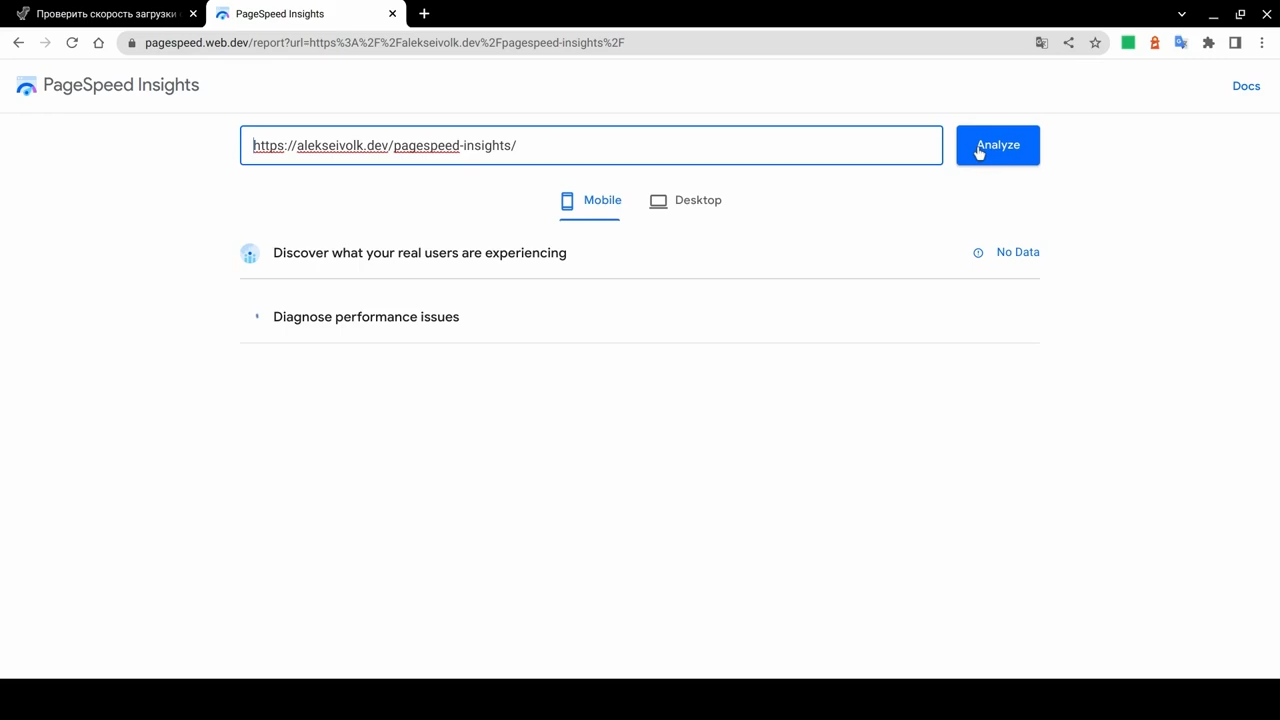 Проверить скорость загрузки
PageSpeed Insights
pagespeed.web.dev/report?url=https%3A%2F%2Falekseivolk.dev%2Fpagespeed-insights%2F
PageSpeed Insights
Docs
https://alekseivolk.dev/pagespeed-insights/
Analyze
Mobile
Desktop
Discover what your real users are experiencing
No Data
Diagnose performance issues